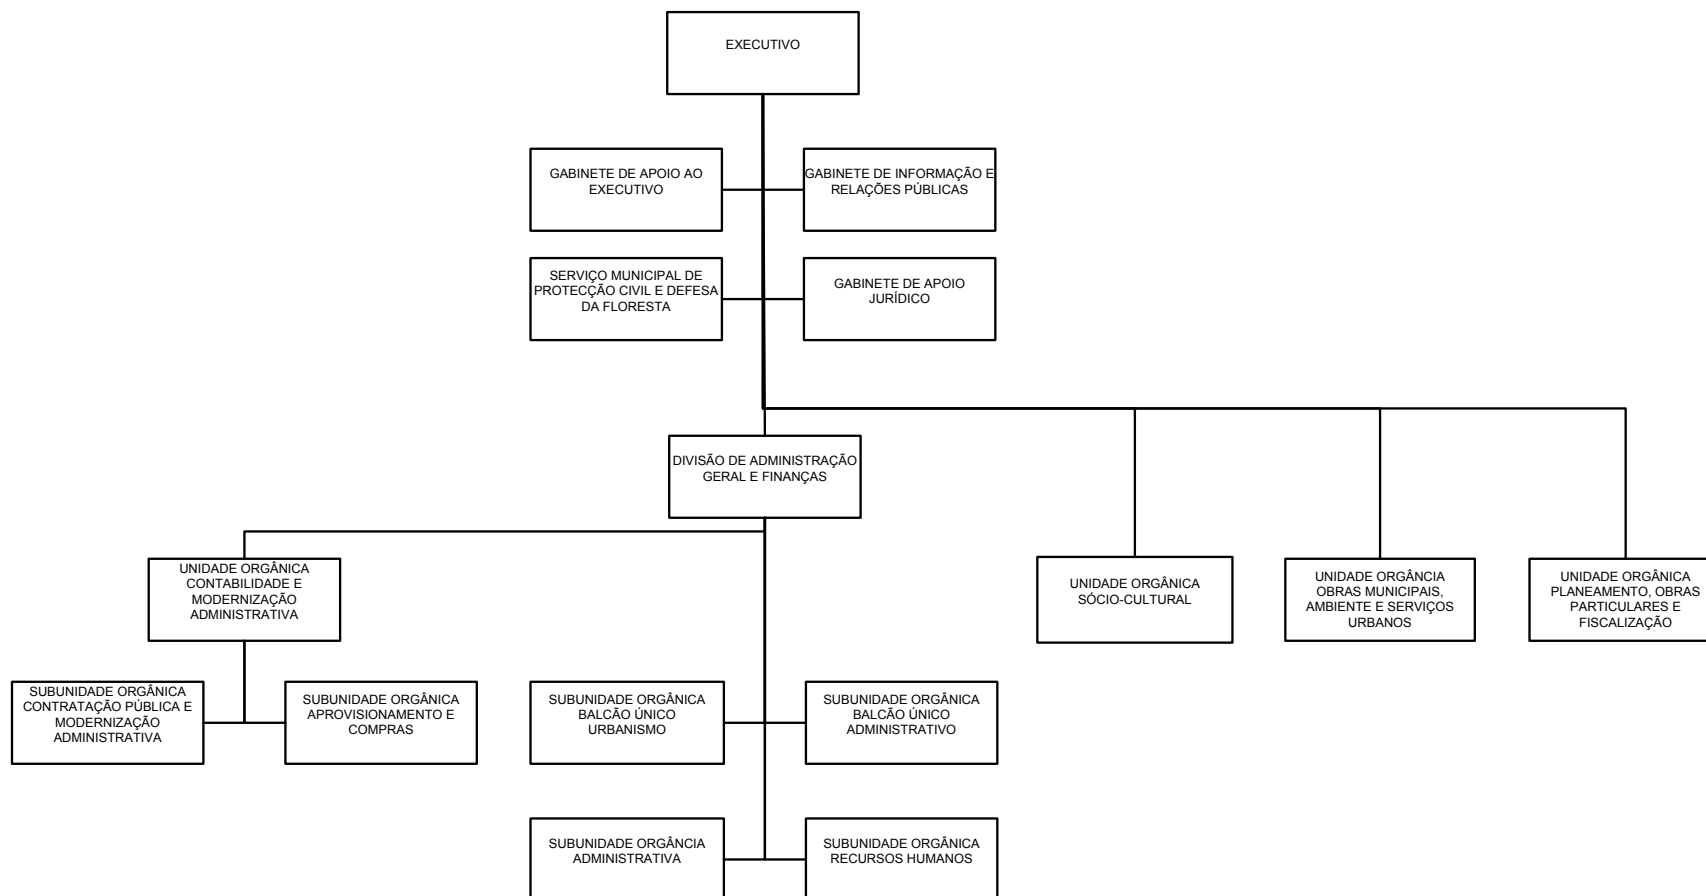 EXECUTIVO
GABINETE DE APOIO AO
EXECUTIVO
GABINETE DE INFORMAÇÃO E
RELAÇÕES PÚBLICAS
SERVIÇO MUNICIPAL DE
PROTECÇÃO CIVIL E DEFESA
DA FLORESTA
GABINETE DE APOIO
JURÍDICO
DIVISÃO DE ADMINISTRAÇÃO
GERAL E FINANÇAS
UNIDADE ORGÂNICA
CONTABILIDADE E
MODERNIZAÇÃO
ADMINISTRATIVA
UNIDADE ORGÂNICA
SÓCIO-CULTURAL
UNIDADE ORGÂNCIA
OBRAS MUNICIPAIS,
AMBIENTE E SERVIÇOS
URBANOS
UNIDADE ORGÂNICA
PLANEAMENTO, OBRAS
PARTICULARES E
FISCALIZAÇÃO
SUBUNIDADE ORGÂNICA
CONTRATAÇÃO PÚBLICA E
MODERNIZAÇÃO
ADMINISTRATIVA
SUBUNIDADE ORGÂNICA
APROVISIONAMENTO E
COMPRAS
SUBUNIDADE ORGÂNICA
BALCÃO ÚNICO
URBANISMO
SUBUNIDADE ORGÂNICA
BALCÃO ÚNICO
ADMINISTRATIVO
SUBUNIDADE ORGÂNCIA
ADMINISTRATIVA
SUBUNIDADE ORGÂNICA
RECURSOS HUMANOS